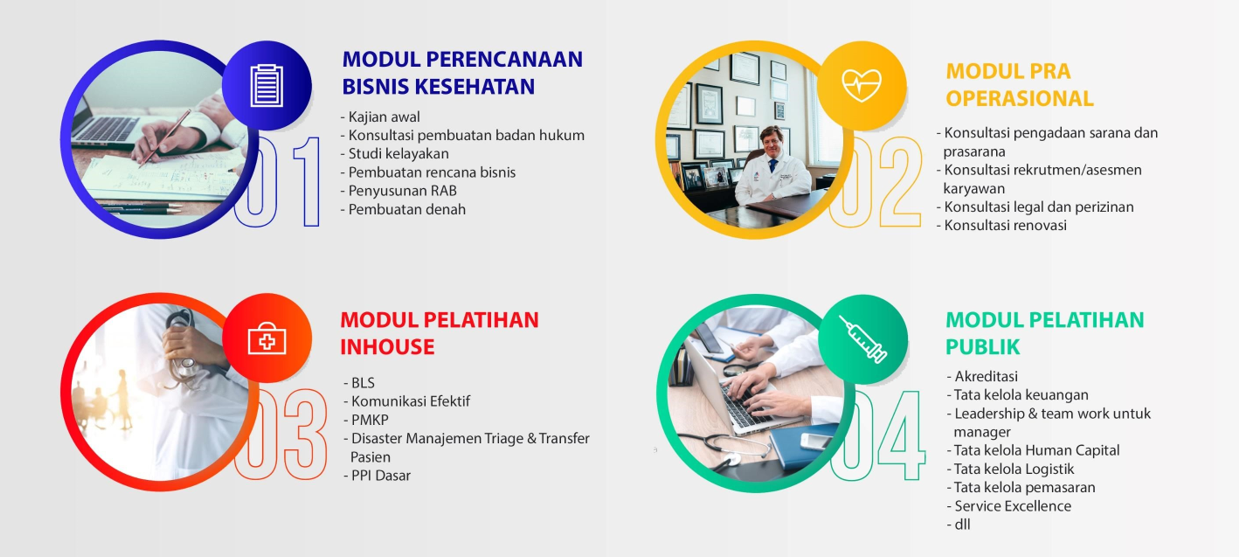 01
MODUL PERENCANAAN
BISNIS KESEHATAN
- Kajian awal
- Konsultasi pembuatan badan hukum
- Studi kelayakan
- Pembuatan rencana bisnis
- Penyusunan RAB
- Pembuatan denah
02
MODUL PRA
OPERASIONAL
- Konsultasi pengadaan sarana dan
prasarana
- Konsultasi rekrutmen/asesmen
karyawan
- Konsultasi legal dan perizinan
- Konsultasi renovasi
03
MODUL PELATIHAN
INHOUSE
- BLS
- Komunikasi Efektif
- PMKP
- Disaster Manajemen Triage & Transfer
Pasien
- PPI Dasar
04
MODUL PELATIHAN
PUBLIK
- Akreditasi
- Tata kelola keuangan
- Leadership & team work untuk
manager
- Tata kelola Human Capital
- Tata kelola Logistik
- Tata kelola pemasaran
- Service Excellence
- dll